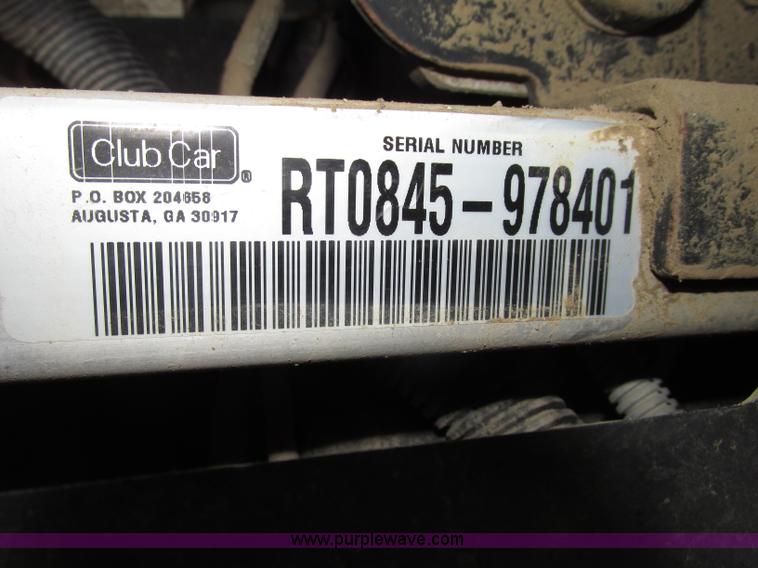 Club Car®
P.O. BOX 204658
AUGUSTA, GA 30917
SERIAL NUMBER
RT0845-978401
www.purplewave.com